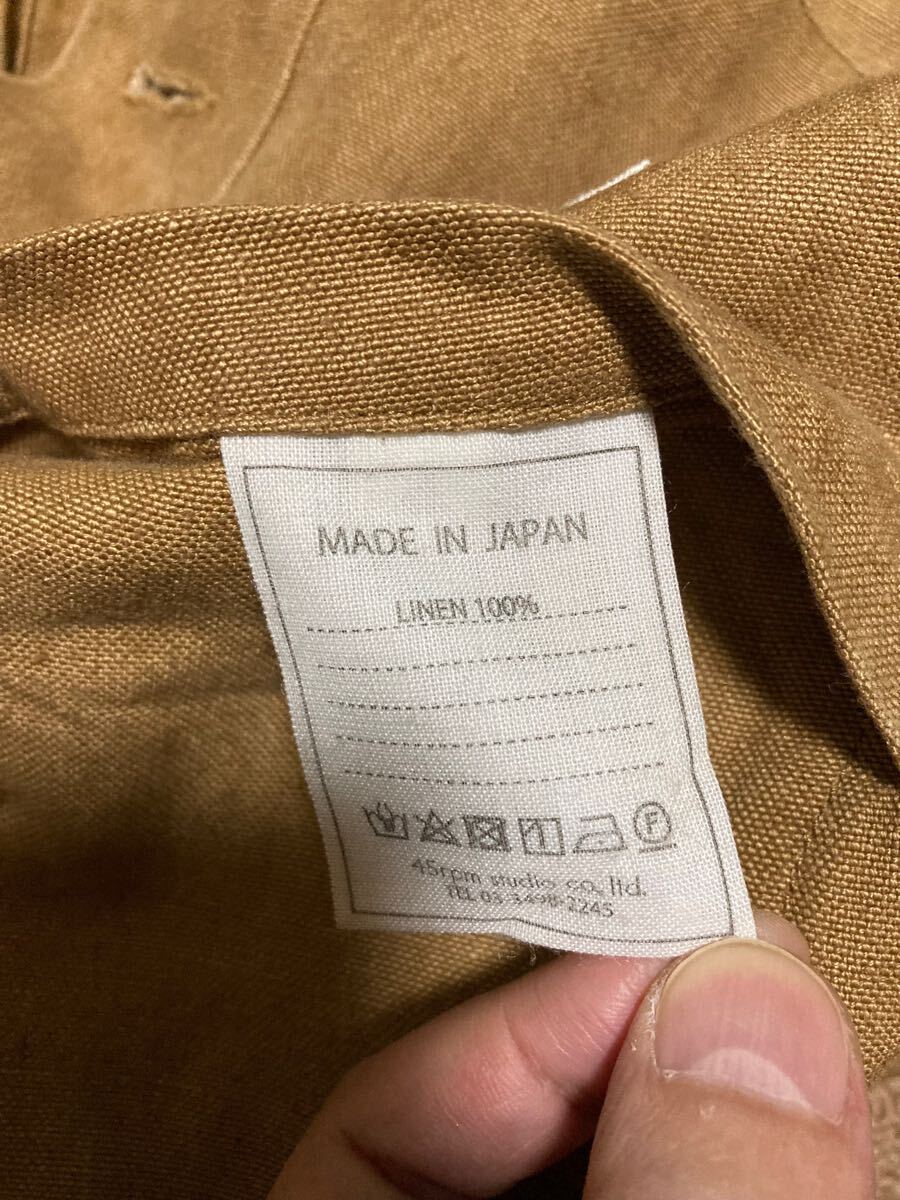 MADE IN JAPAN
LINEN 100%
F
45rpm studio co., ltd.
TEL 03-3498-2245